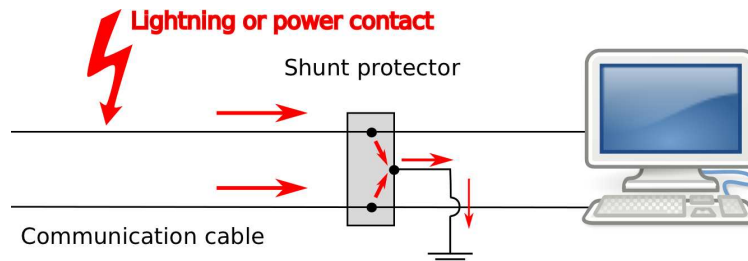 Lightning or power contact
Shunt protector
Communication cable